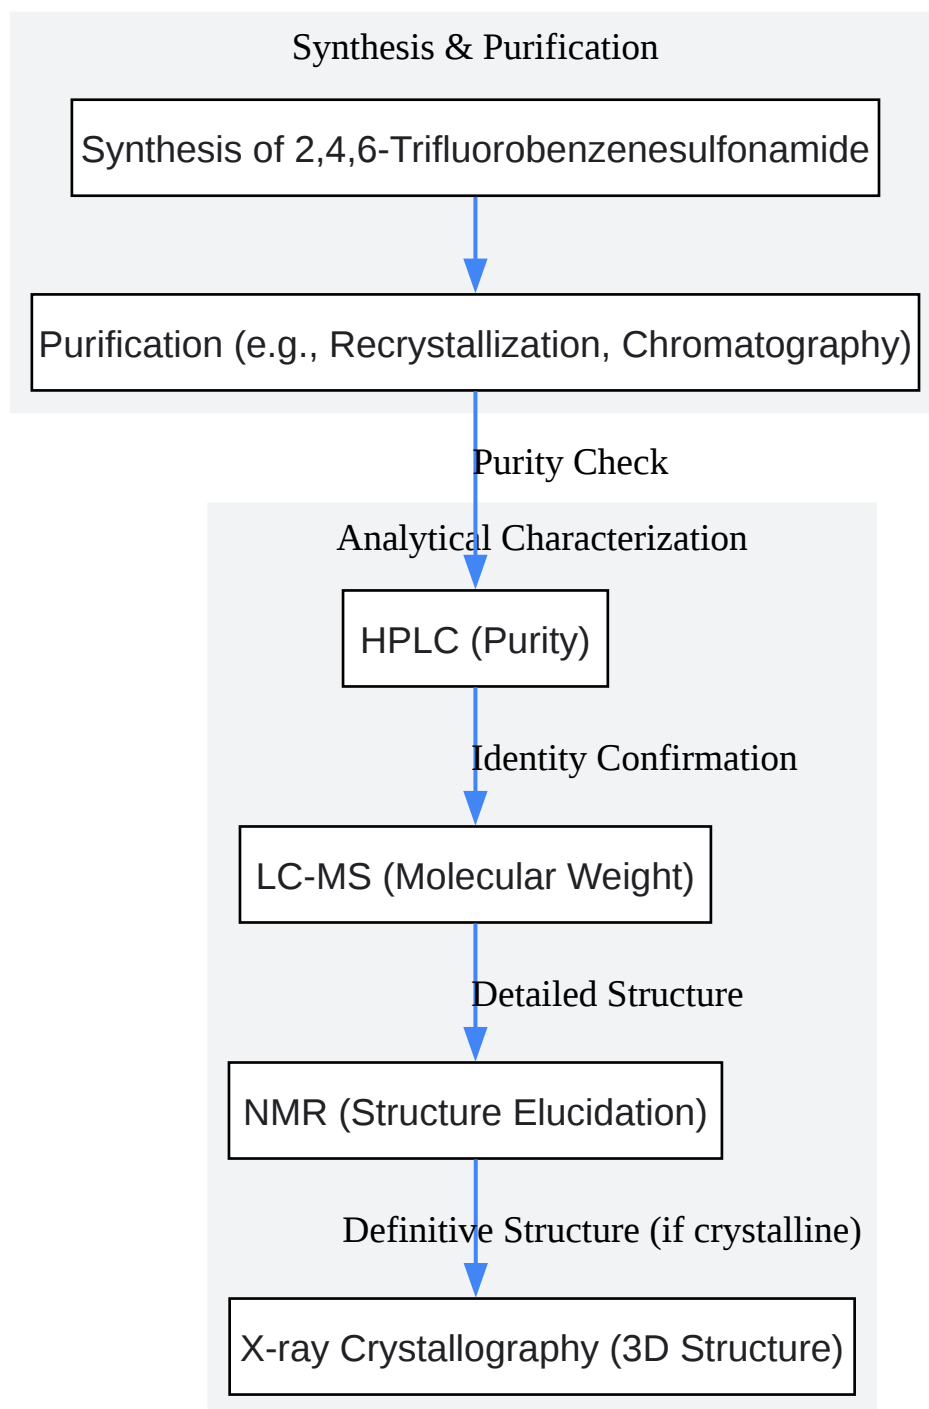 Synthesis & Purification
Synthesis of 2,4,6-Trifluorobenzenesulfonamide
Purification (e.g., Recrystallization, Chromatography)
Purity Check
Analytical Characterization
HPLC (Purity)
Identity Confirmation
LC-MS (Molecular Weight)
Detailed Structure
NMR (Structure Elucidation)
Definitive Structure (if crystalline)
X-ray Crystallography (3D Structure)